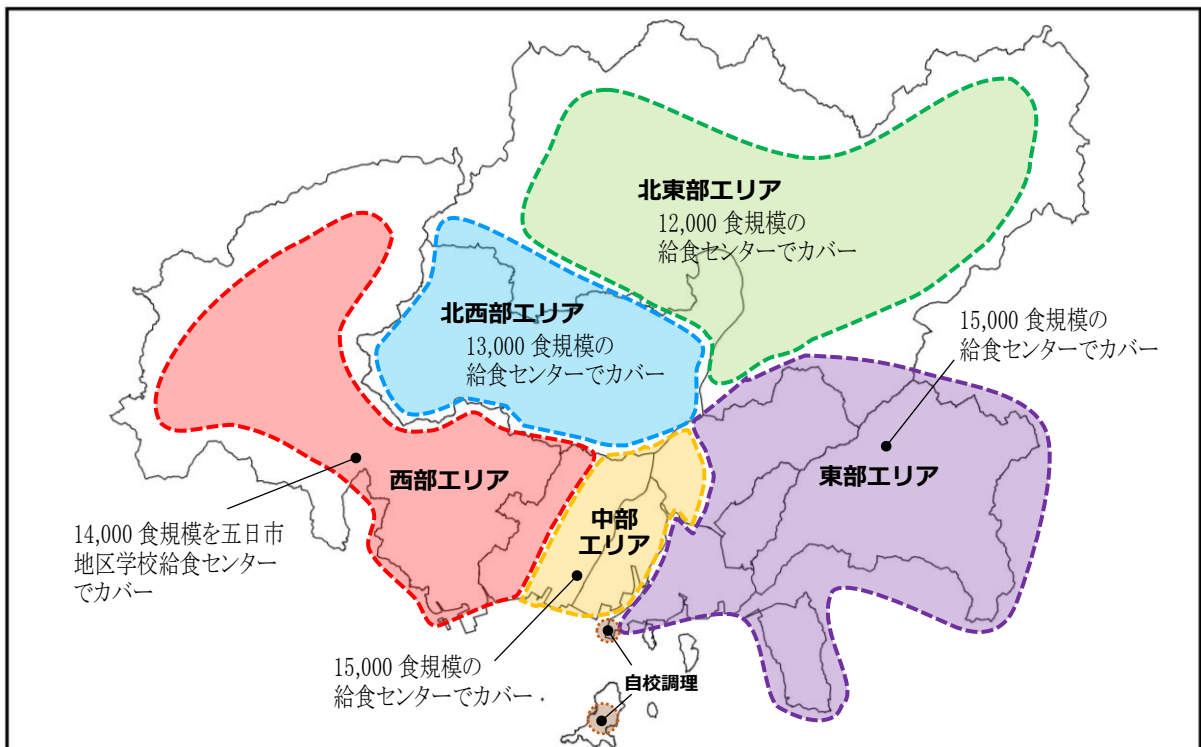 北東部エリア
12,000 食規模の
給食センターでカバー
北西部エリア
13,000 食規模の
給食センターでカバー
15,000 食規模の
給食センターでカバー
西部エリア
東部エリア
中部
エリア
14,000 食規模を五日市
地区学校給食センター
でカバー
15,000 食規模の
給食センターでカバー
自校調理